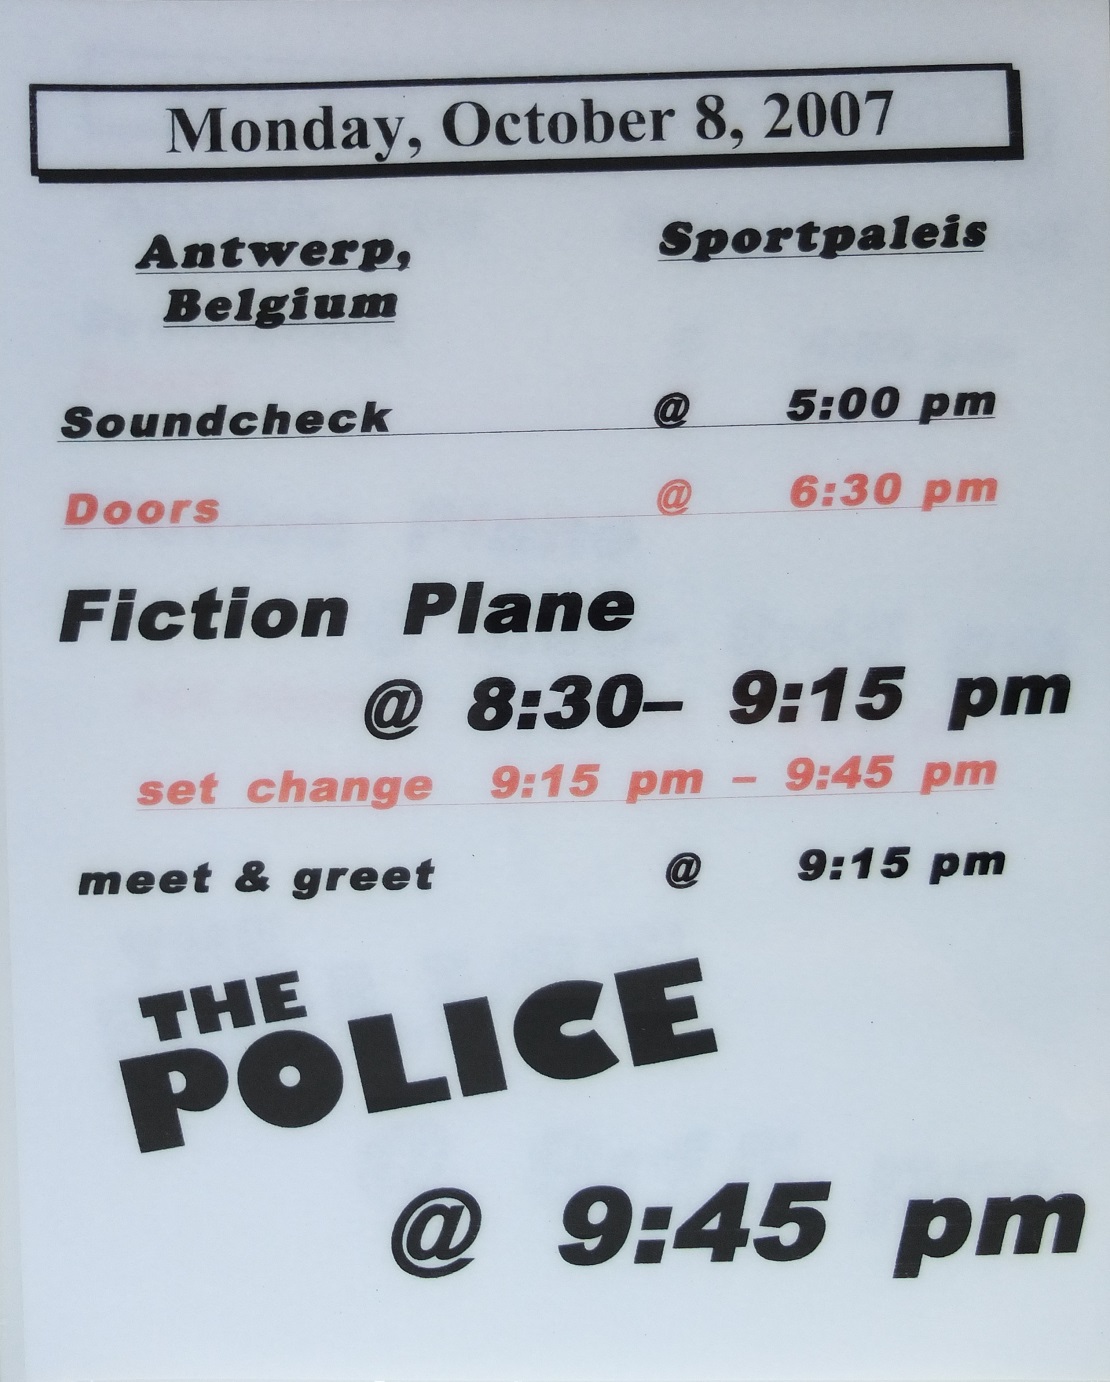 Monday, October 8, 2007
Antwerp, Sportpaleis
Belgium
Soundcheck @ 5:00 pm
Doors @ 6:30 pm
Fiction Plane
@ 8:30– 9:15 pm
set change 9:15 pm – 9:45 pm
meet & greet @ 9:15 pm
THE
POLICE
@ 9:45 pm